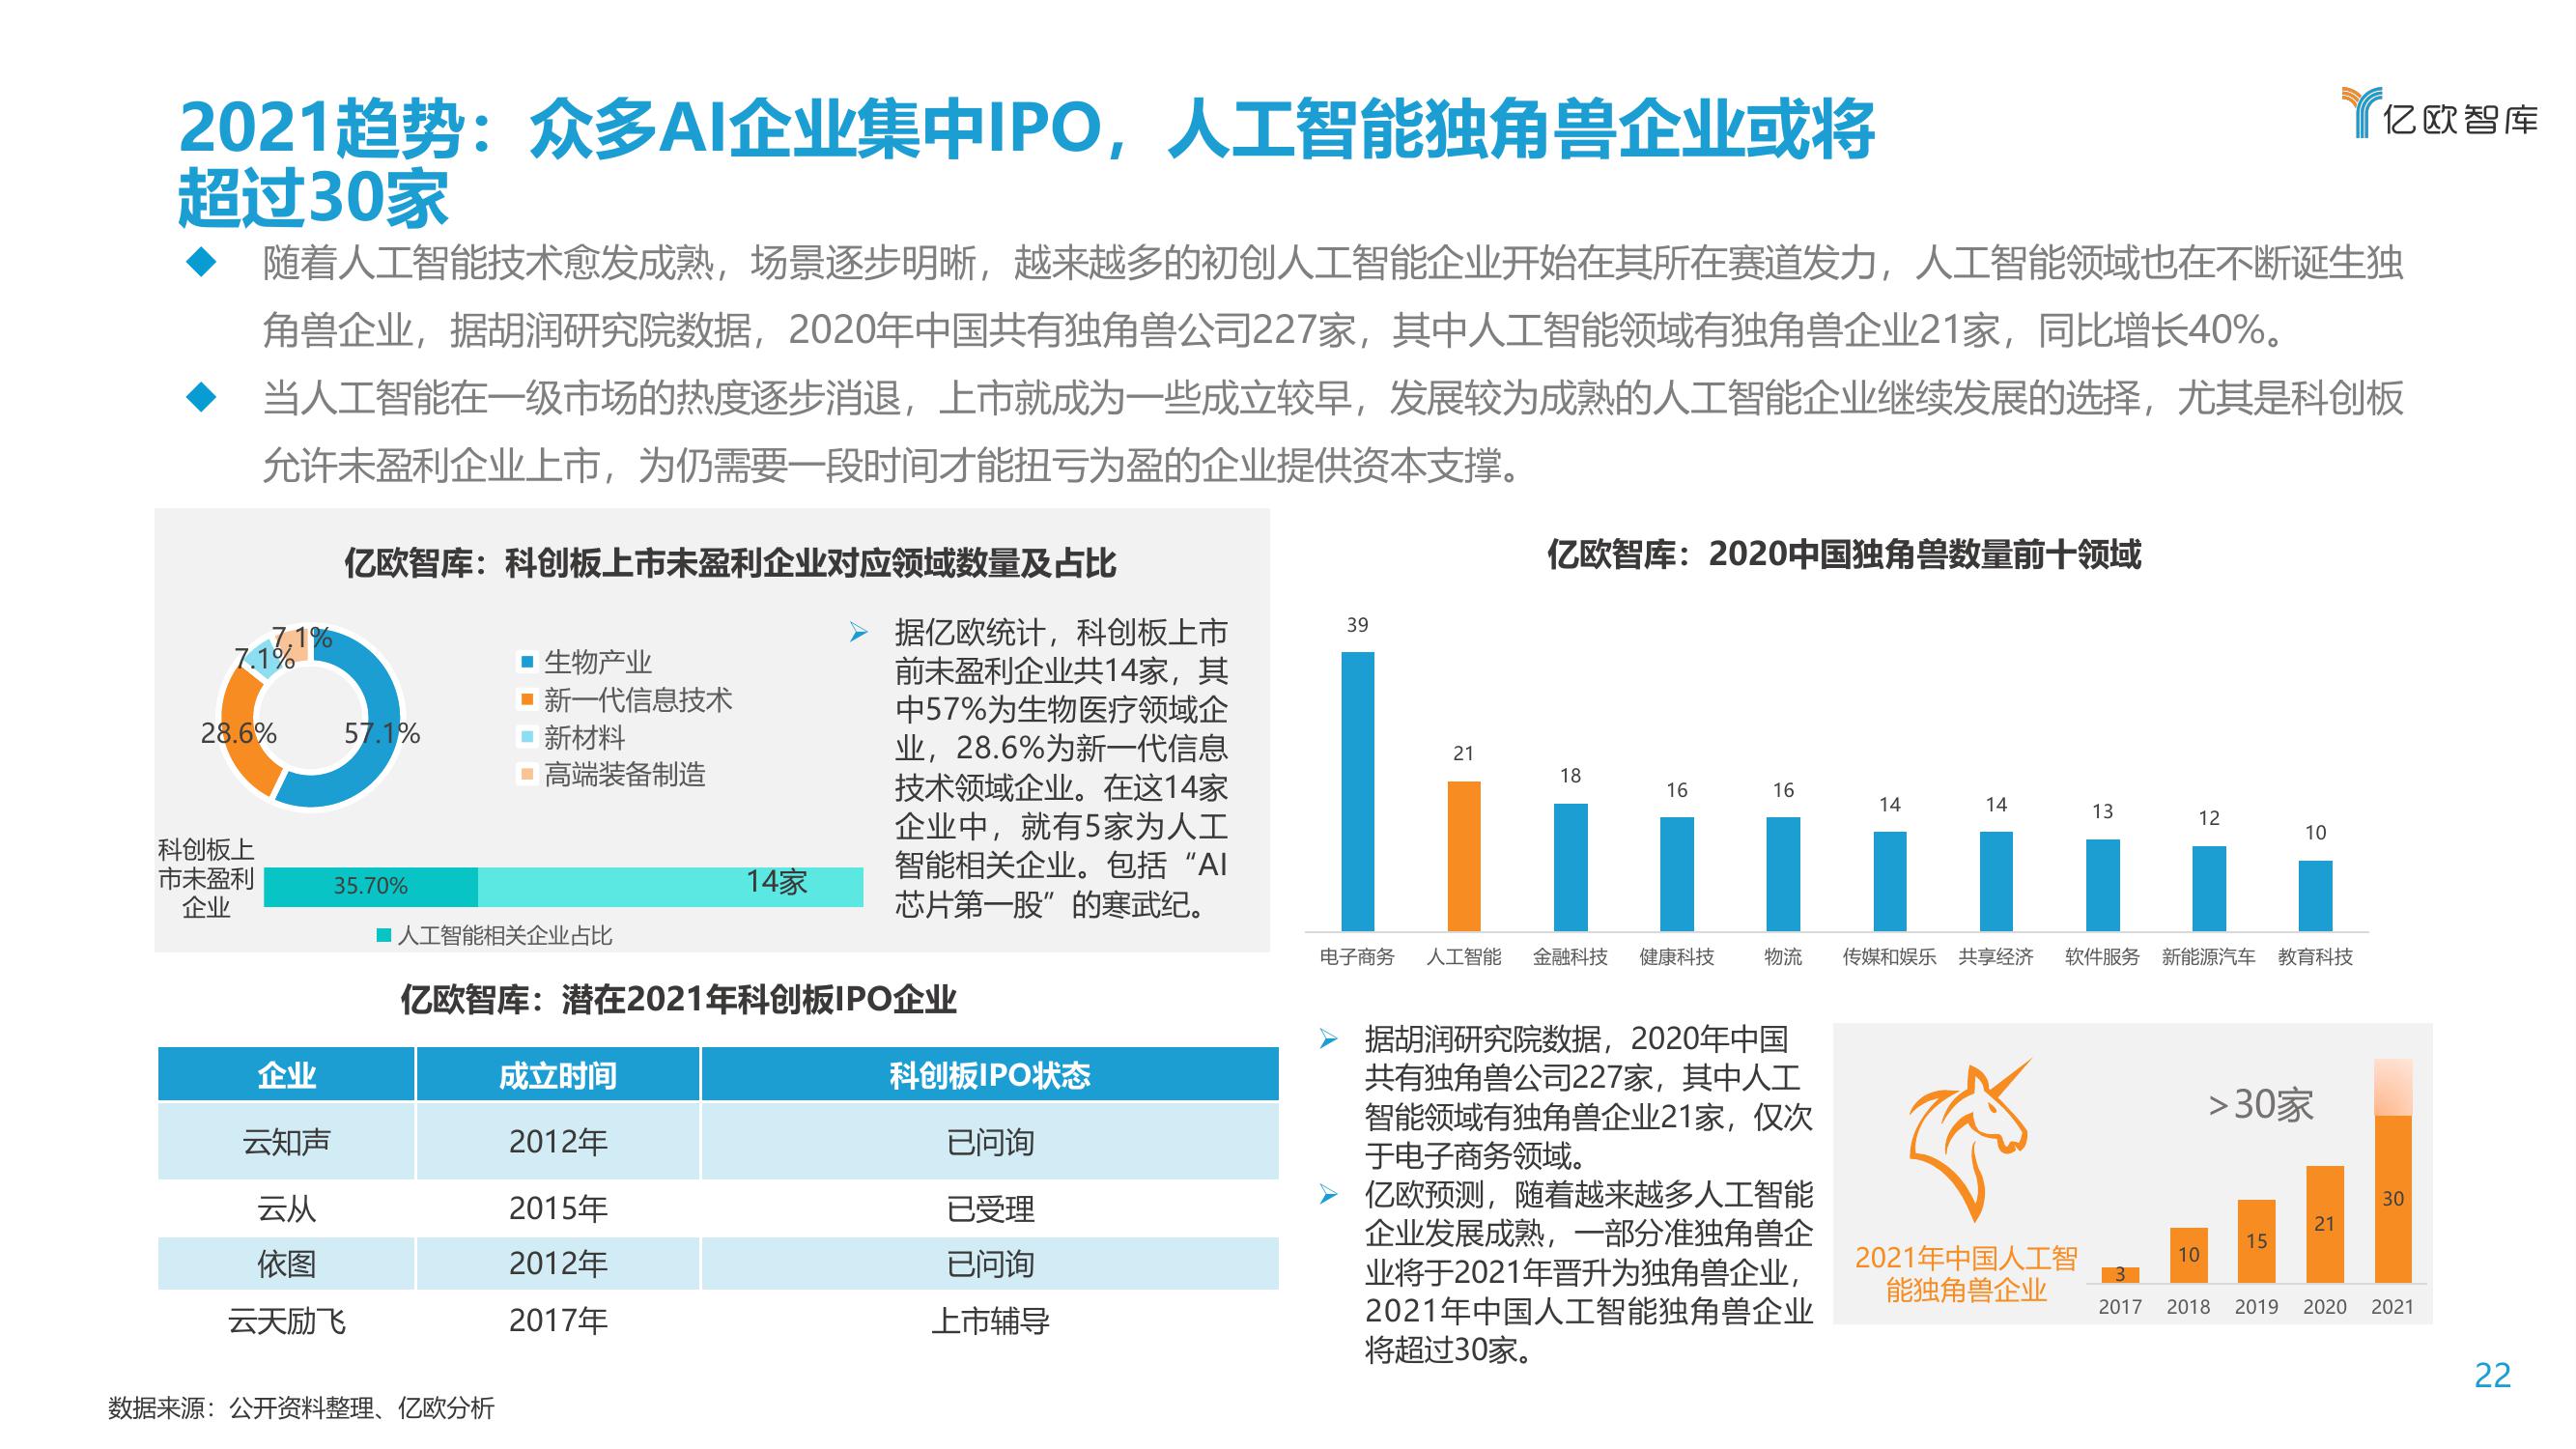 2021趋势：众多AI企业集中IPO，人工智能独角兽企业或将
超过30家
亿欧智库
随着人工智能技术愈发成熟，场景逐步明晰，越来越多的初创人工智能企业开始在其所在赛道发力，人工智能领域也在不断诞生独
角兽企业，据胡润研究院数据，2020年中国共有独角兽公司227家，其中人工智能领域有独角兽企业21家，同比增长40%。
当人工智能在一级市场的热度逐步消退，上市就成为一些成立较早，发展较为成熟的人工智能企业继续发展的选择，尤其是科创板
允许未盈利企业上市，为仍需要一段时间才能扭亏为盈的企业提供资本支撑。
亿欧智库：科创板上市未盈利企业对应领域数量及占比
7.1%
7.1%
28.6%
57.1%
生物产业
新一代信息技术
新材料
高端装备制造
科创板上
市未盈利
企业
35.70%
14家
人工智能相关企业占比
据亿欧统计，科创板上市
前未盈利企业共14家，其
中57%为生物医疗领域企
业，28.6%为新一代信息
技术领域企业。在这14家
企业中，就有5家为人工
智能相关企业。包括“AI
芯片第一股”的寒武纪。
亿欧智库：2020中国独角兽数量前十领域
39
21
18
16
16
14
14
13
12
10
电子商务 人工智能 金融科技 健康科技 物流 传媒和娱乐 共享经济 软件服务 新能源汽车 教育科技
亿欧智库：潜在2021年科创板IPO企业
企业 成立时间 科创板IPO状态
云知声 2012年 已问询
云从 2015年 已受理
依图 2012年 已问询
云天励飞 2017年 上市辅导
据胡润研究院数据，2020年中国
共有独角兽公司227家，其中人工
智能领域有独角兽企业21家，仅次
于电子商务领域。
亿欧预测，随着越来越多人工智能
企业发展成熟，一部分准独角兽企
业将于2021年晋升为独角兽企业，
2021年中国人工智能独角兽企业
将超过30家。
2021年中国人工智
能独角兽企业
>30家
3
10
15
21
30
2017 2018 2019 2020 2021
数据来源：公开资料整理、亿欧分析
22